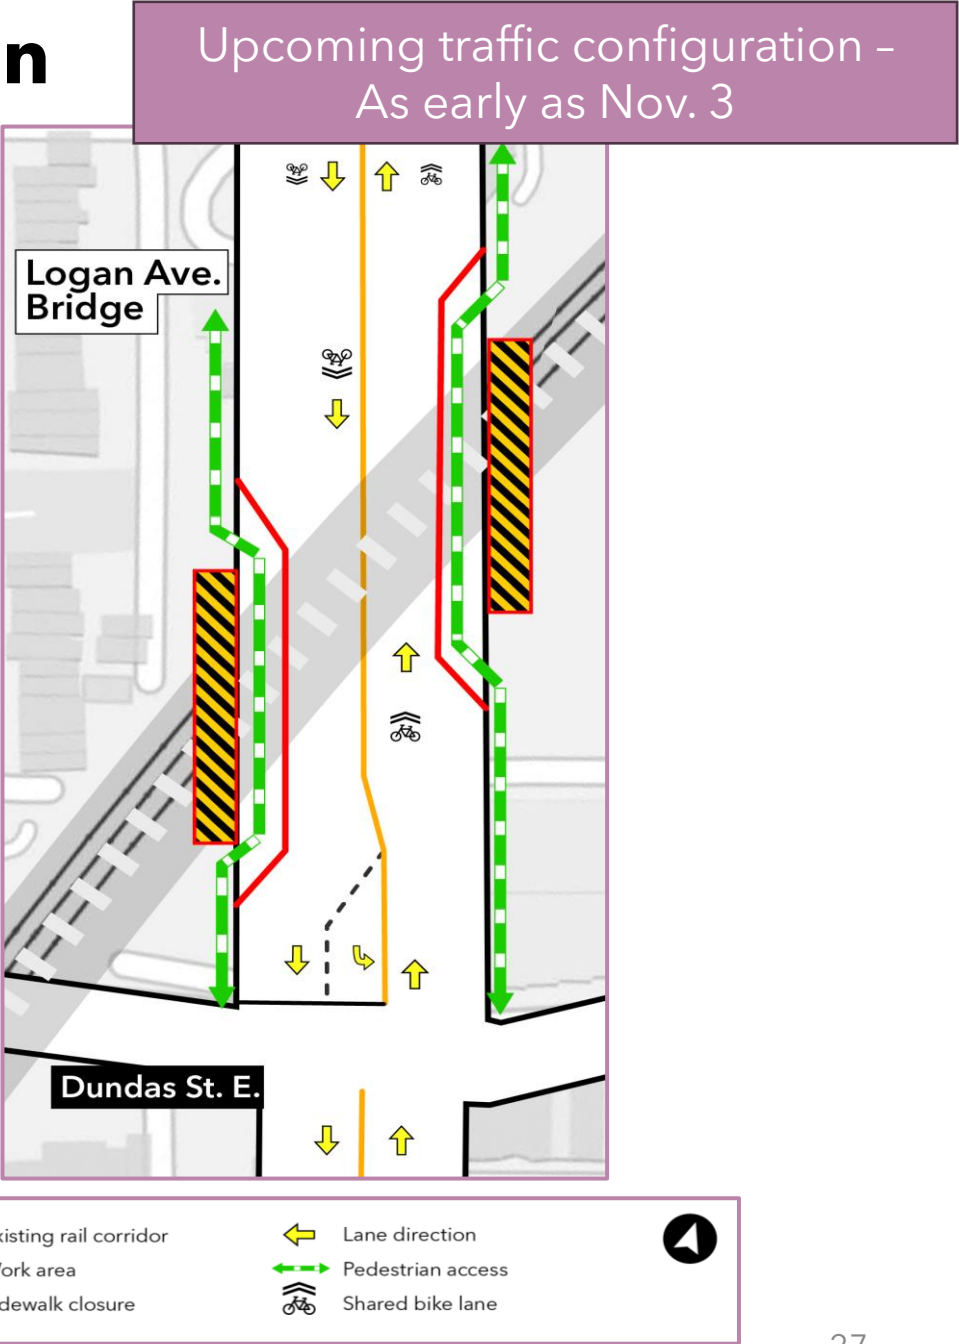 n
Upcoming traffic configuration –
As early as Nov. 3
Logan Ave.
Bridge
Dundas St. E.
xisting rail corridor
Lane direction
ork area
Pedestrian access
dewalk closure
Shared bike lane
37